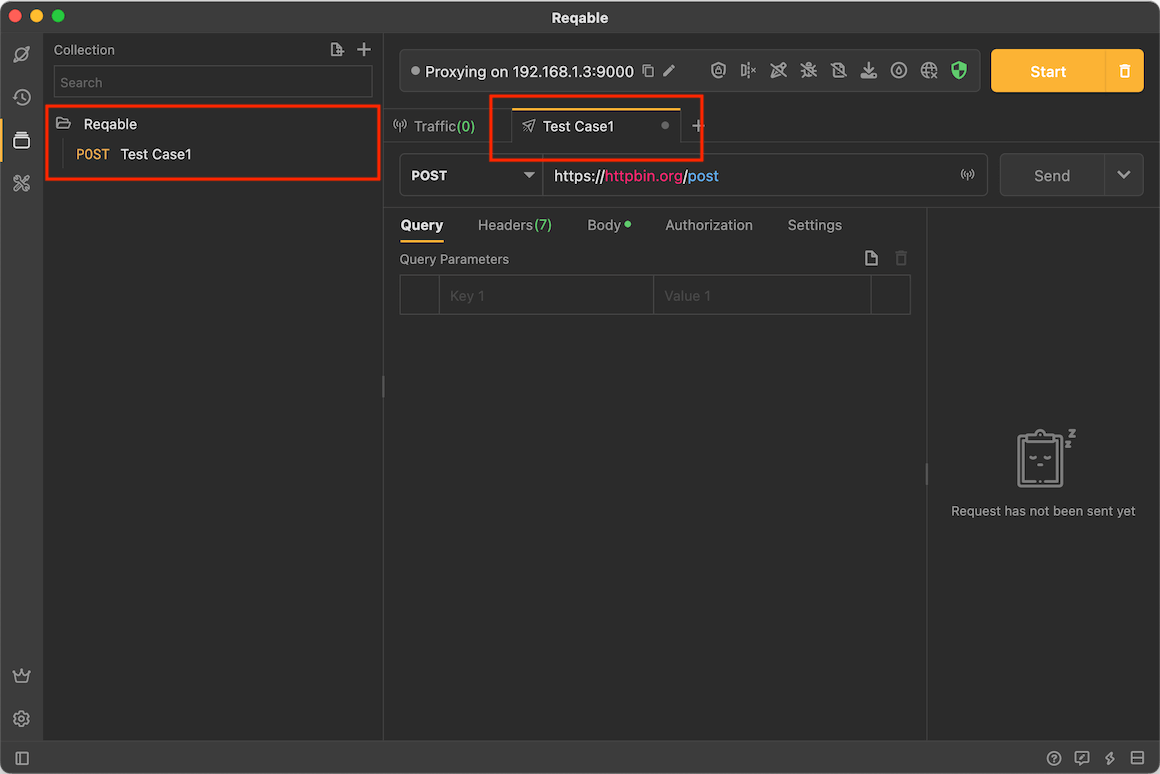 Reqable
Collection
Search
Reqable
POST Test Case1
Proxying on 192.168.1.3:9000
Start
Traffic(0)
Test Case1
POST
https://httpbin.org/post
Send
Query
Headers(7)
Body
Authorization
Settings
Query Parameters
Key 1
Value 1
z
z
Request has not been sent yet